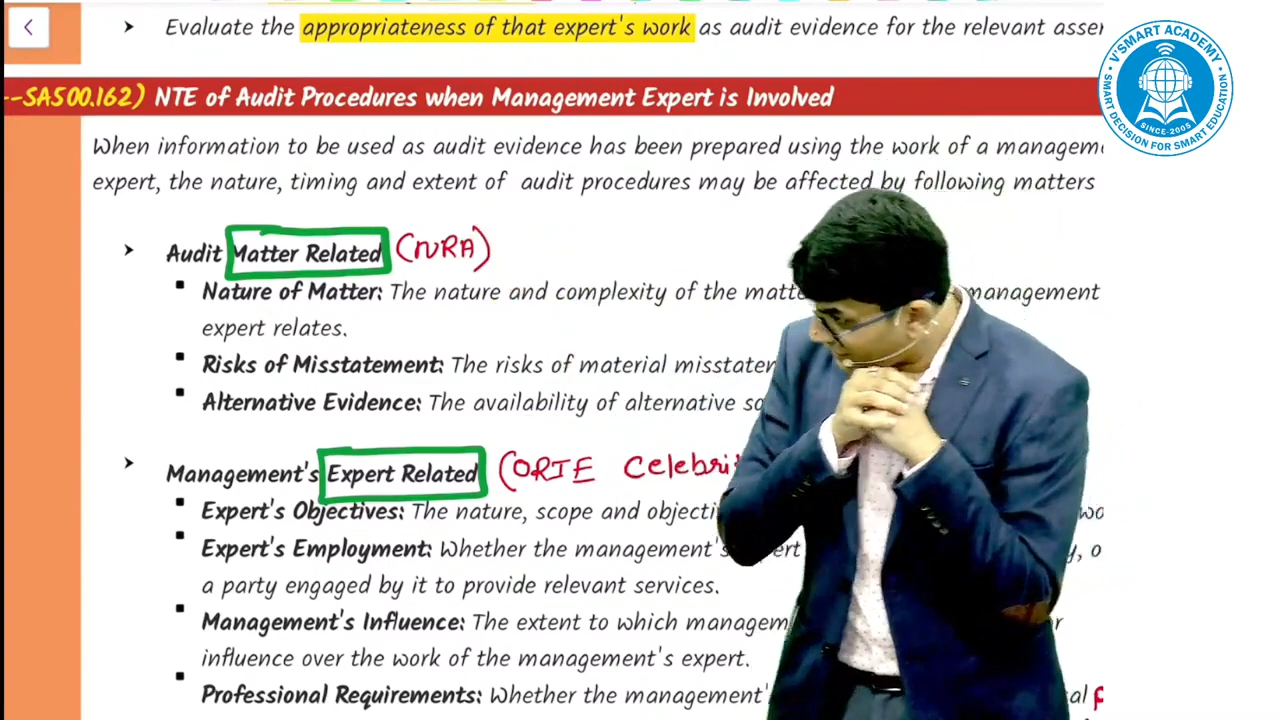 Evaluate the appropriateness of that expert's work as audit evidence for the relevant asser
--SA500.162) NTE of Audit Procedures when Management Expert is Involved
When information to be used as audit evidence has been prepared using the work of a managem
expert, the nature, timing and extent of audit procedures may be affected by following matters
Audit Matter Related (NRA)
Nature of Matter: The nature and complexity of the matte management
expert relates.
Risks of Misstatement: The risks of material misstatem
Alternative Evidence: The availability of alternative so
Management's Expert Related (ORIE Celebri
Expert's Objectives: The nature, scope and objecti wo
Expert's Employment: Whether the management's expert y, o
a party engaged by it to provide relevant services.
Management's Influence: The extent to which managem or
influence over the work of the management's expert.
Professional Requirements: Whether the management' al
V'SMART ACADEMY
SINCE-2005
SMART DECISION FOR SMART EDUCATION